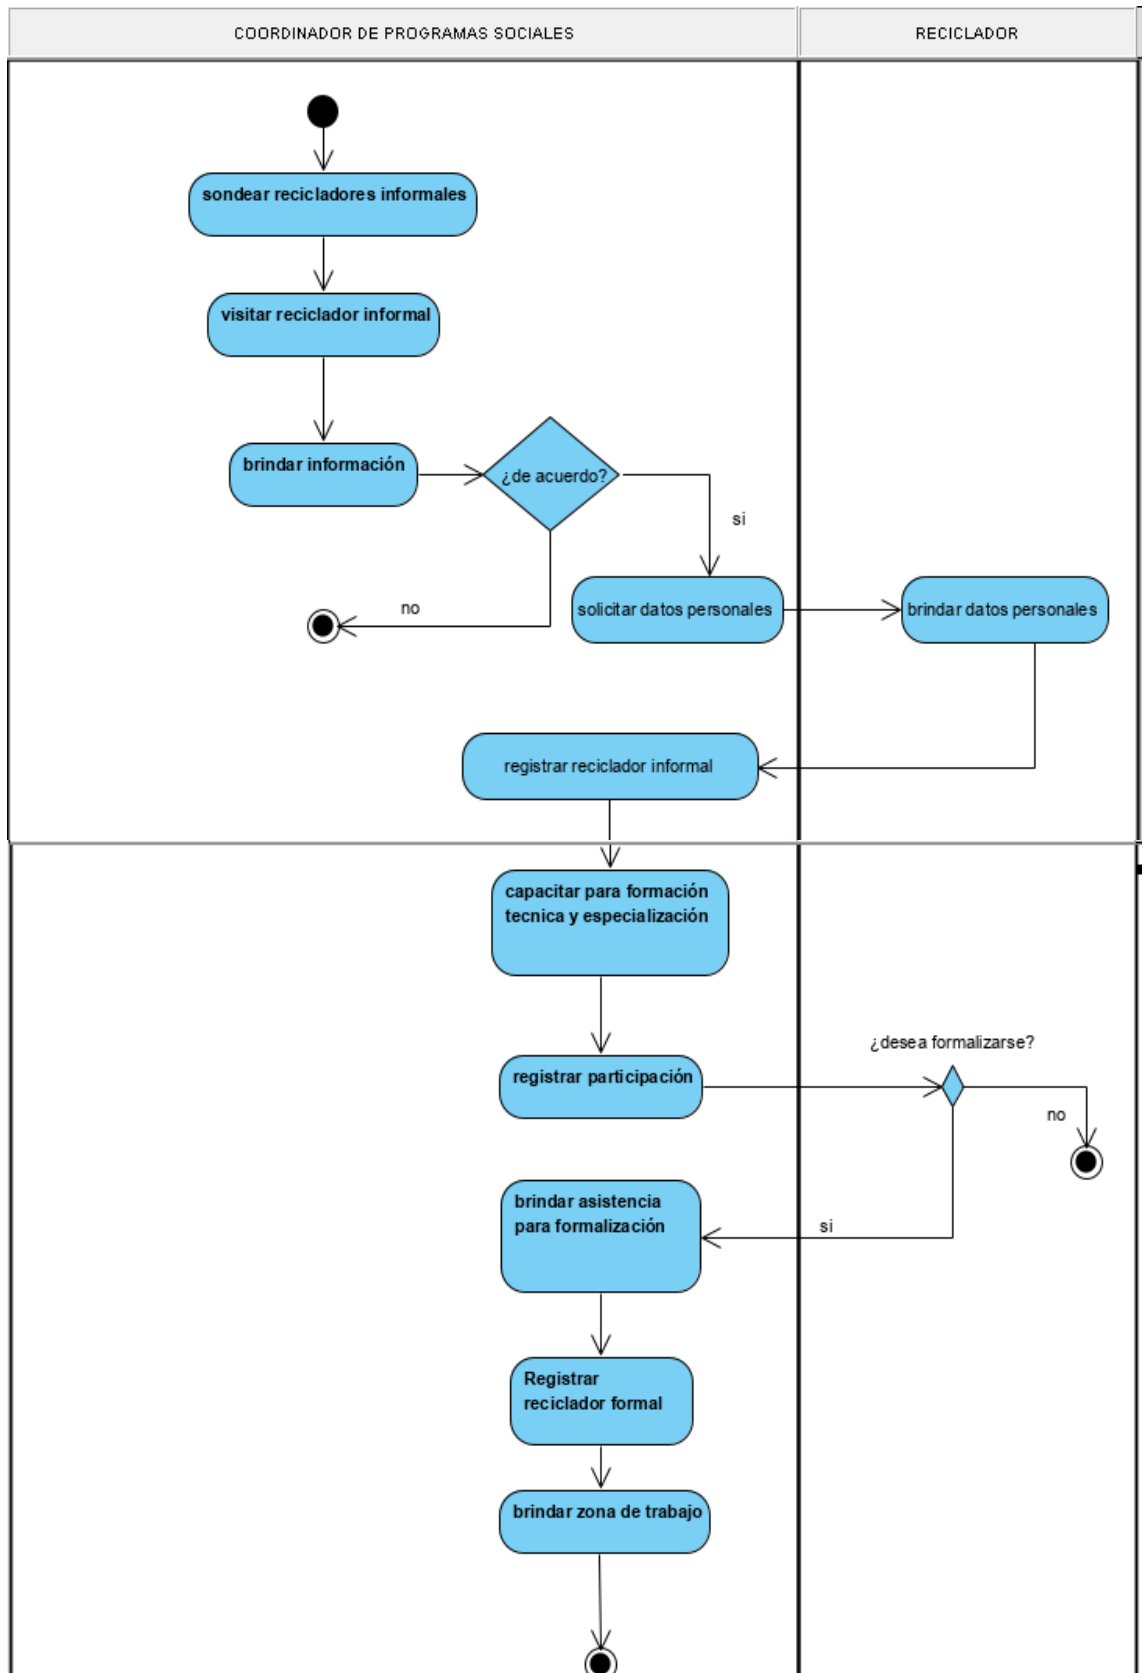 COORDINADOR DE PROGRAMAS SOCIALES
RECICLADOR
sondear recicladores informales
visitar reciclador informal
brindar información
¿de acuerdo?
si
no
solicitar datos personales
brindar datos personales
registrar reciclador informal
capacitar para formación
tecnica y especialización
¿desea formalizarse?
registrar participación
no
brindar asistencia
para formalización
si
Registrar
reciclador formal
brindar zona de trabajo